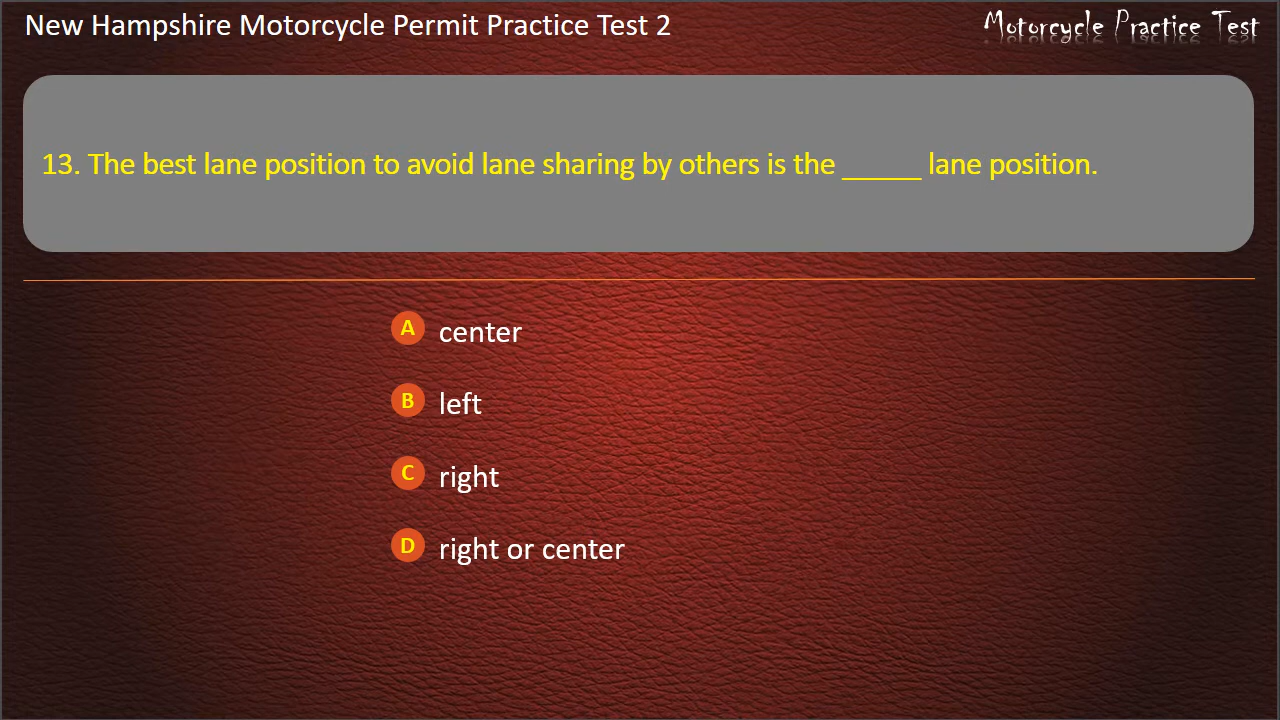 New Hampshire Motorcycle Permit Practice Test 2
Motorcycle Practice Test
13. The best lane position to avoid lane sharing by others is the _____ lane position.
A center
B left
C right
D right or center